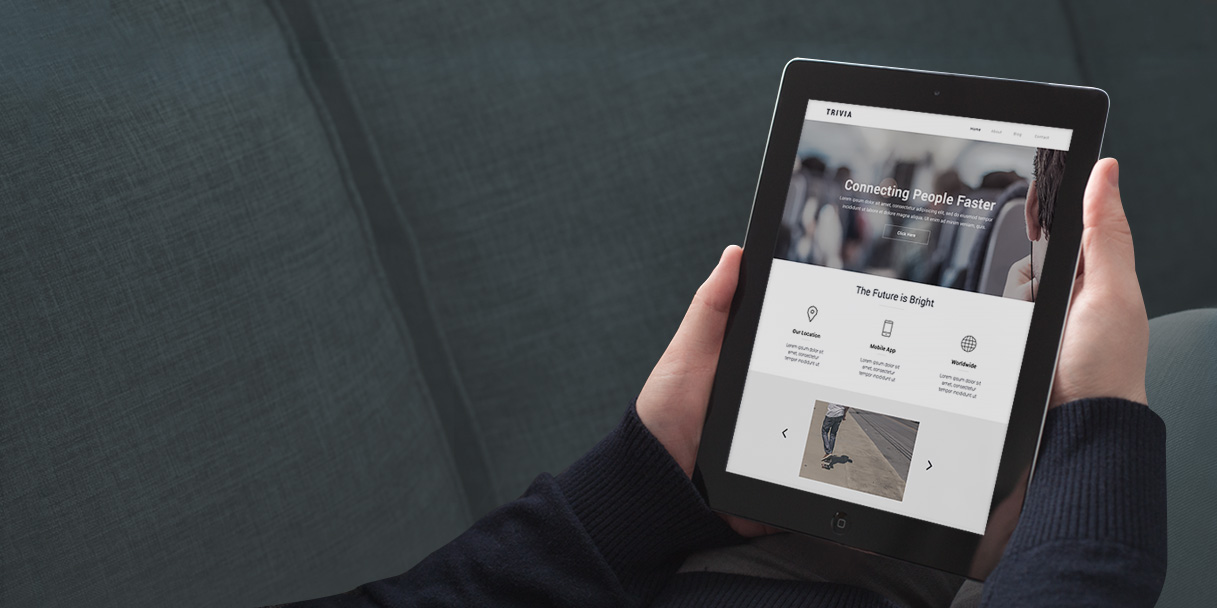 TRIVIA
Home About Blog Contact
Connecting People Faster
Lorem ipsum dolor sit amet, consectetur adipiscing elit, sed do eiusmod tempor
incididunt ut labore et dolore magna aliqua. Ut enim ad minim veniam, quis.
Click Here
The Future is Bright
Our Location
Lorem ipsum dolor sit
amet, consectetur
tempor incididunt ut
Mobile App
Lorem ipsum dolor sit
amet, consectetur
tempor incididunt ut
Worldwide
Lorem ipsum dolor sit
amet, consectetur
tempor incididunt ut